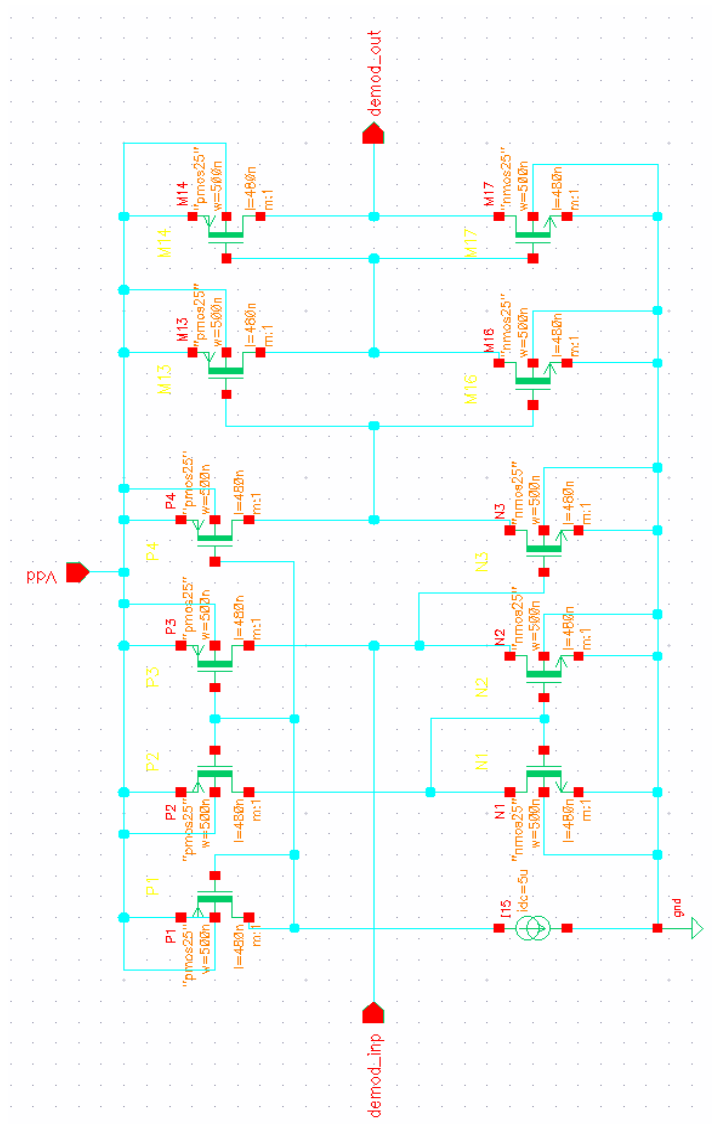 demod_out
M14
M14
"pmos25"
w=500n
l=480n
m:1
M17
M17
"nmos25"
w=500n
l=480n
m:1
M13
M13
"pmos25"
w=500n
l=480n
m:1
M16
M16
"nmos25"
w=500n
l=480n
m:1
P4
P4
"pmos25"
w=500n
l=480n
m:1
N3
N3
"nmos25"
w=500n
l=480n
m:1
Vdd
P3
P3
"pmos25"
w=500n
l=480n
m:1
N2
N2
"nmos25"
w=500n
l=480n
m:1
P2
P2
"pmos25"
w=500n
l=480n
m:1
N1
N1
"nmos25"
w=500n
l=480n
m:1
P1
P1
"pmos25"
w=500n
l=480n
m:1
I15
idc=5u
gnd
demod_inp